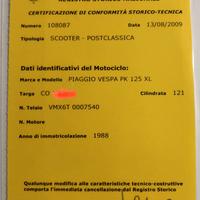 REGISTRO STORICO NAZIONALE
CERTIFICAZIONE DI CONFORMITÀ STORICO-TECNICA
Numero 108087 Data 13/08/2009
Tipologia SCOOTER - POSTCLASSICA
Dati identificativi del Motociclo:
Marca e Modello PIAGGIO VESPA PK 125 XL
Targa CO Cilindrata 121
N. Telaio VMX6T 0007540
N. Motore
Anno di immatricolazione 1988
Qualunque modifica alle caratteristiche tecnico-costruttive
comporta l'immediata cancellazione dal Registro Storico